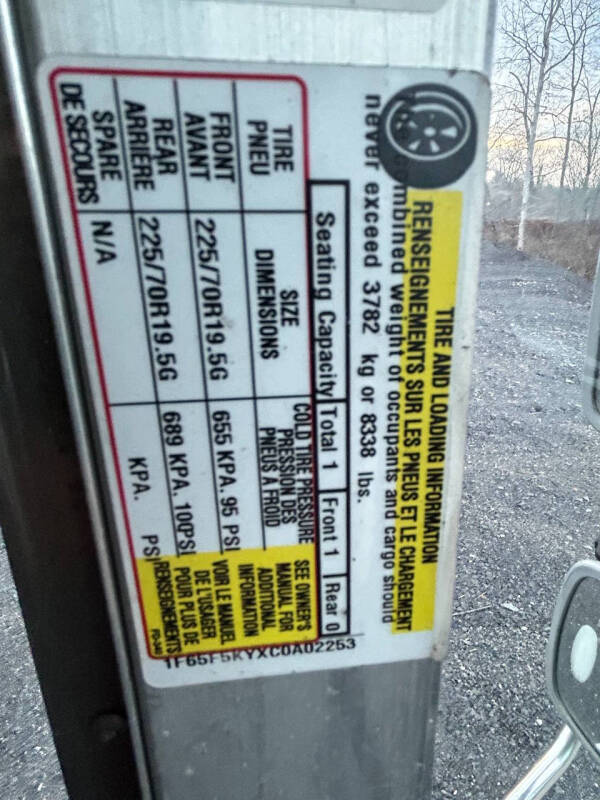 TIRE AND LOADING INFORMATION
RENSEIGNEMENTS SUR LES PNEUS ET LE CHARGEMENT
combined weight of occupants and cargo should
never exceed 3782 kg or 8338 lbs.
Seating Capacity Total 1 Front 1 Rear 0
TIRE SIZE COLD TIRE PRESSURE
PNEU DIMENSIONS PRESSION DES
PNEUS A FROID
FRONT 225/70R19.5G 655 KPA. 95 PSI
AVANT
REAR 225/70R19.5G 689 KPA. 100PSI
ARRIÈRE
SPARE N/A KPA. PSI
DE SECOURS
SEE OWNER'S
MANUAL FOR
ADDITIONAL
INFORMATION
VOIR LE MANUEL
DE L'USAGER
POUR PLUS DE
RENSEIGNEMENTS
1F65F5KYXC0A02253